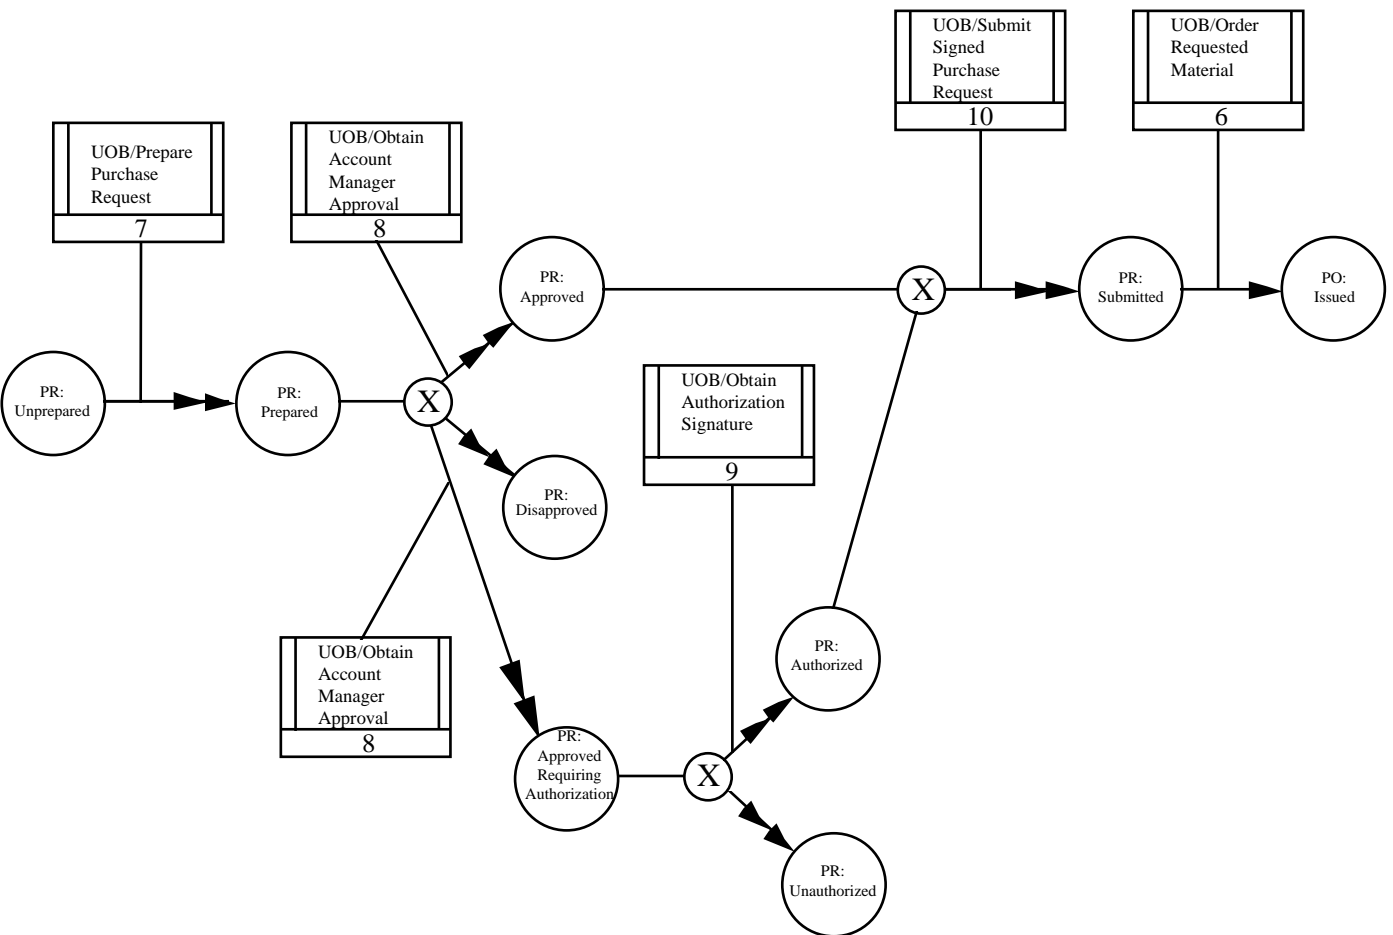 UOB/Submit
Signed
Purchase
Request
10
UOB/Order
Requested
Material
6
UOB/Prepare
Purchase
Request
7
UOB/Obtain
Account
Manager
Approval
8
PR:
Approved
X
PR:
Submitted
PO:
Issued
PR:
Unprepared
PR:
Prepared
X
UOB/Obtain
Authorization
Signature
9
PR:
Disapproved
UOB/Obtain
Account
Manager
Approval
8
PR:
Authorized
PR:
Approved
Requiring
Authorization
X
PR:
Unauthorized